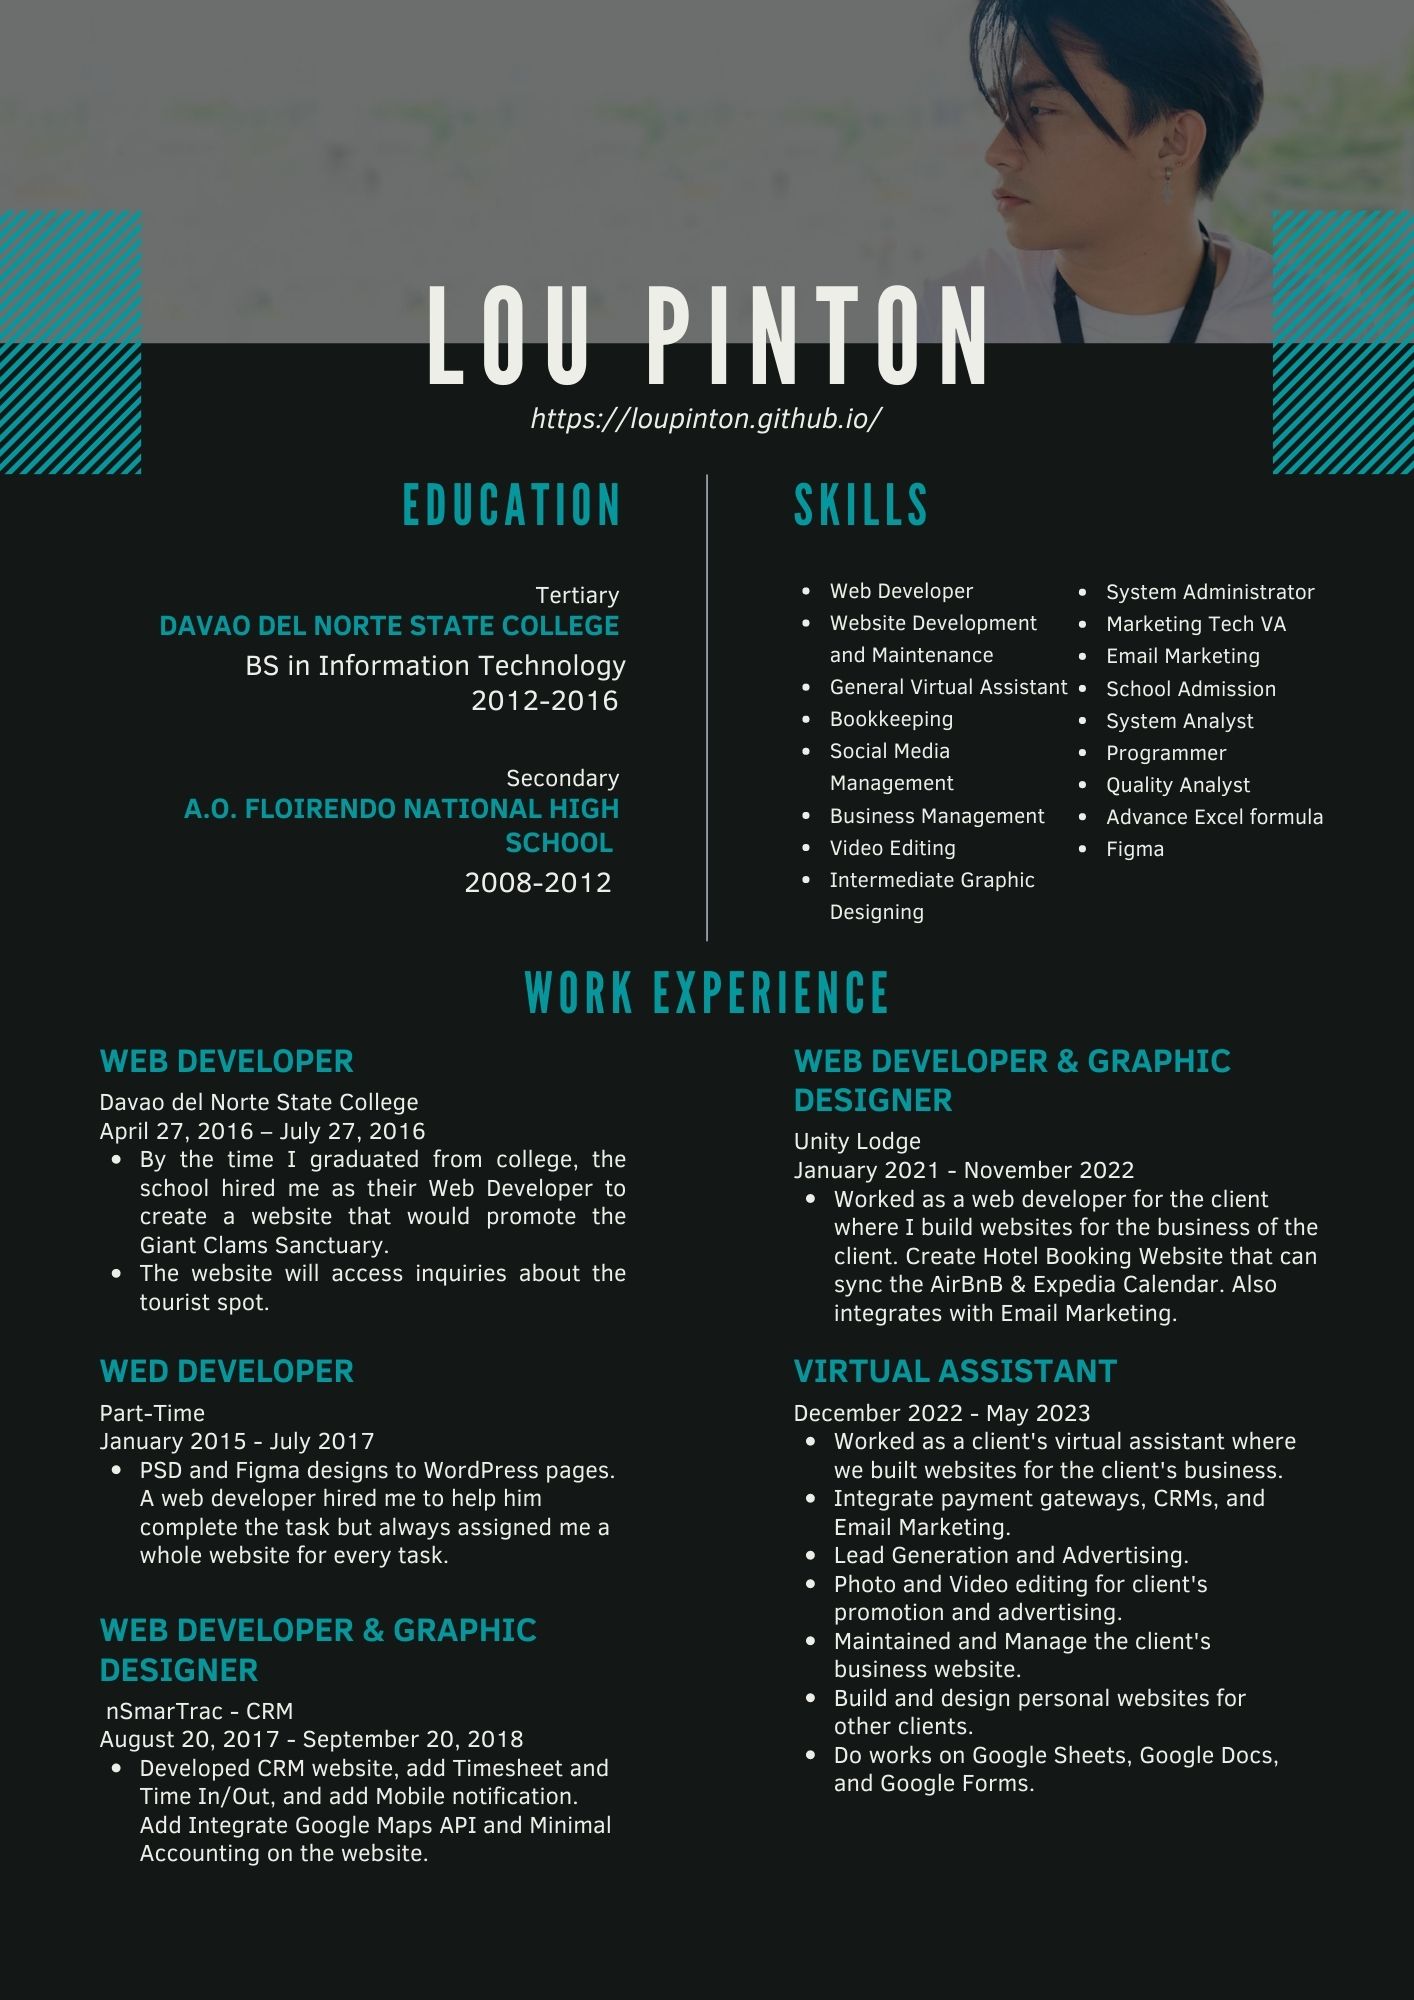 LOU PINTON
https://loupinton.github.io/
EDUCATION
Tertiary
DAVAO DEL NORTE STATE COLLEGE
BS in Information Technology
2012-2016
Secondary
A.O. FLOIRENDO NATIONAL HIGH
SCHOOL
2008-2012
SKILLS
• Web Developer
• Website Development
and Maintenance
• General Virtual Assistant
• Bookkeeping
• Social Media
Management
• Business Management
• Video Editing
• Intermediate Graphic
Designing
• System Administrator
• Marketing Tech VA
• Email Marketing
• School Admission
• System Analyst
• Programmer
• Quality Analyst
• Advance Excel formula
• Figma
WORK EXPERIENCE
WEB DEVELOPER
Davao del Norte State College
April 27, 2016 – July 27, 2016
• By the time I graduated from college, the
school hired me as their Web Developer to
create a website that would promote the
Giant Clams Sanctuary.
• The website will access inquiries about the
tourist spot.
WED DEVELOPER
Part-Time
January 2015 - July 2017
• PSD and Figma designs to WordPress pages.
A web developer hired me to help him
complete the task but always assigned me a
whole website for every task.
WEB DEVELOPER & GRAPHIC
DESIGNER
nSmarTrac - CRM
August 20, 2017 - September 20, 2018
• Developed CRM website, add Timesheet and
Time In/Out, and add Mobile notification.
Add Integrate Google Maps API and Minimal
Accounting on the website.
WEB DEVELOPER & GRAPHIC
DESIGNER
Unity Lodge
January 2021 - November 2022
• Worked as a web developer for the client
where I build websites for the business of the
client. Create Hotel Booking Website that can
sync the AirBnB & Expedia Calendar. Also
integrates with Email Marketing.
VIRTUAL ASSISTANT
December 2022 - May 2023
• Worked as a client's virtual assistant where
we built websites for the client's business.
• Integrate payment gateways, CRMs, and
Email Marketing.
• Lead Generation and Advertising.
• Photo and Video editing for client's
promotion and advertising.
• Maintained and Manage the client's
business website.
• Build and design personal websites for
other clients.
• Do works on Google Sheets, Google Docs,
and Google Forms.